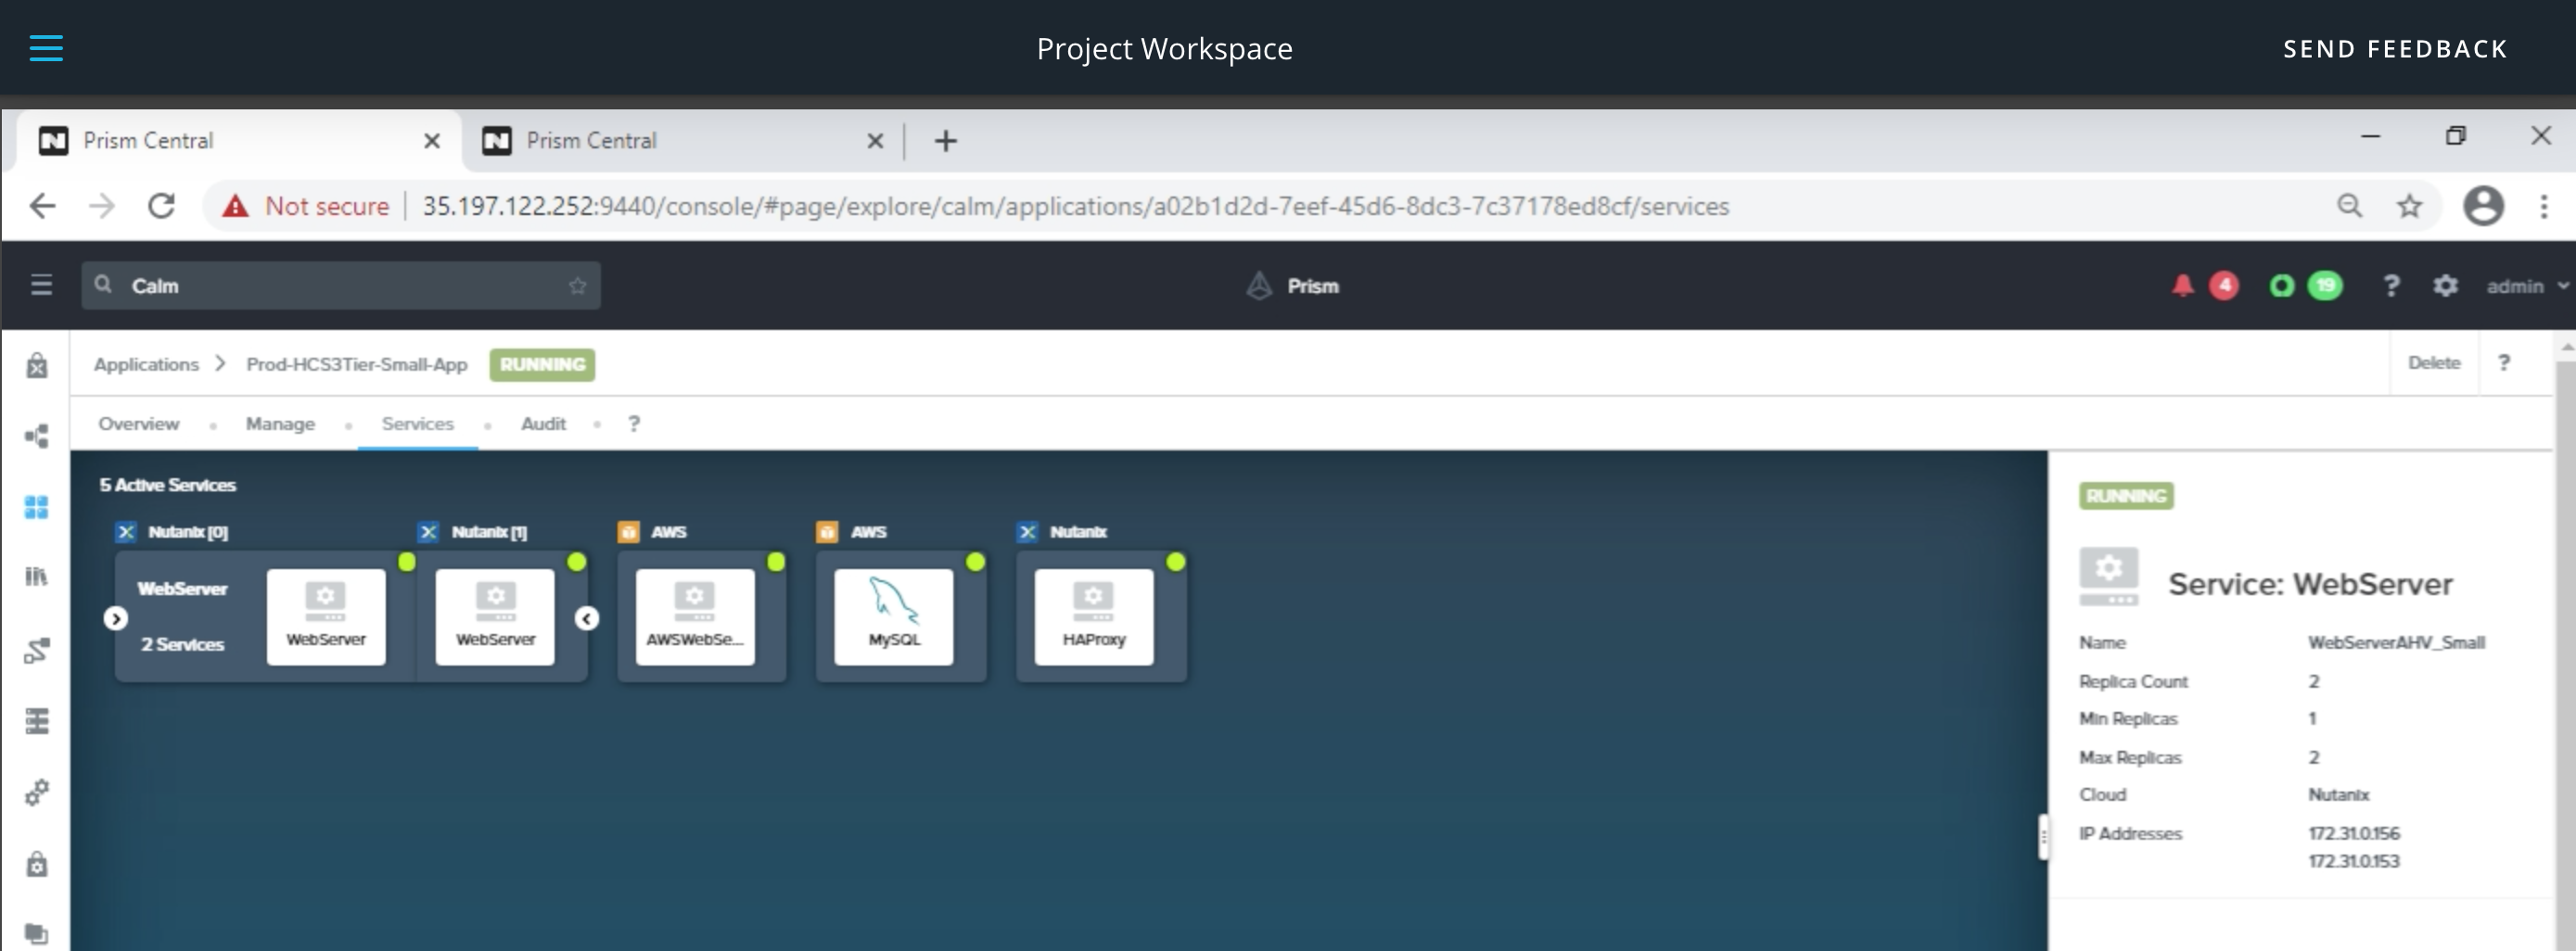 Project Workspace
SEND FEEDBACK
Prism Central
Prism Central
Not secure
35.197.122.252:9440/console/#page/explore/calm/applications/a02b1d2d-7eef-45d6-8dc3-7c37178ed8cf/services
Calm
Prism
4
19
?
admin
Applications
Prod-HCS3Tier-Small-App
RUNNING
Delete
?
Overview
Manage
Services
Audit
?
5 Active Services
Nutanix [0]
Nutanix [1]
AWS
AWS
Nutanix
WebServer
2 Services
WebServer
WebServer
AWSWebSe...
MySQL
HAProxy
RUNNING
Service: WebServer
Name WebServerAHV_Small
Replica Count 2
Min Replicas 1
Max Replicas 2
Cloud Nutanix
IP Addresses 172.31.0.156
172.31.0.153